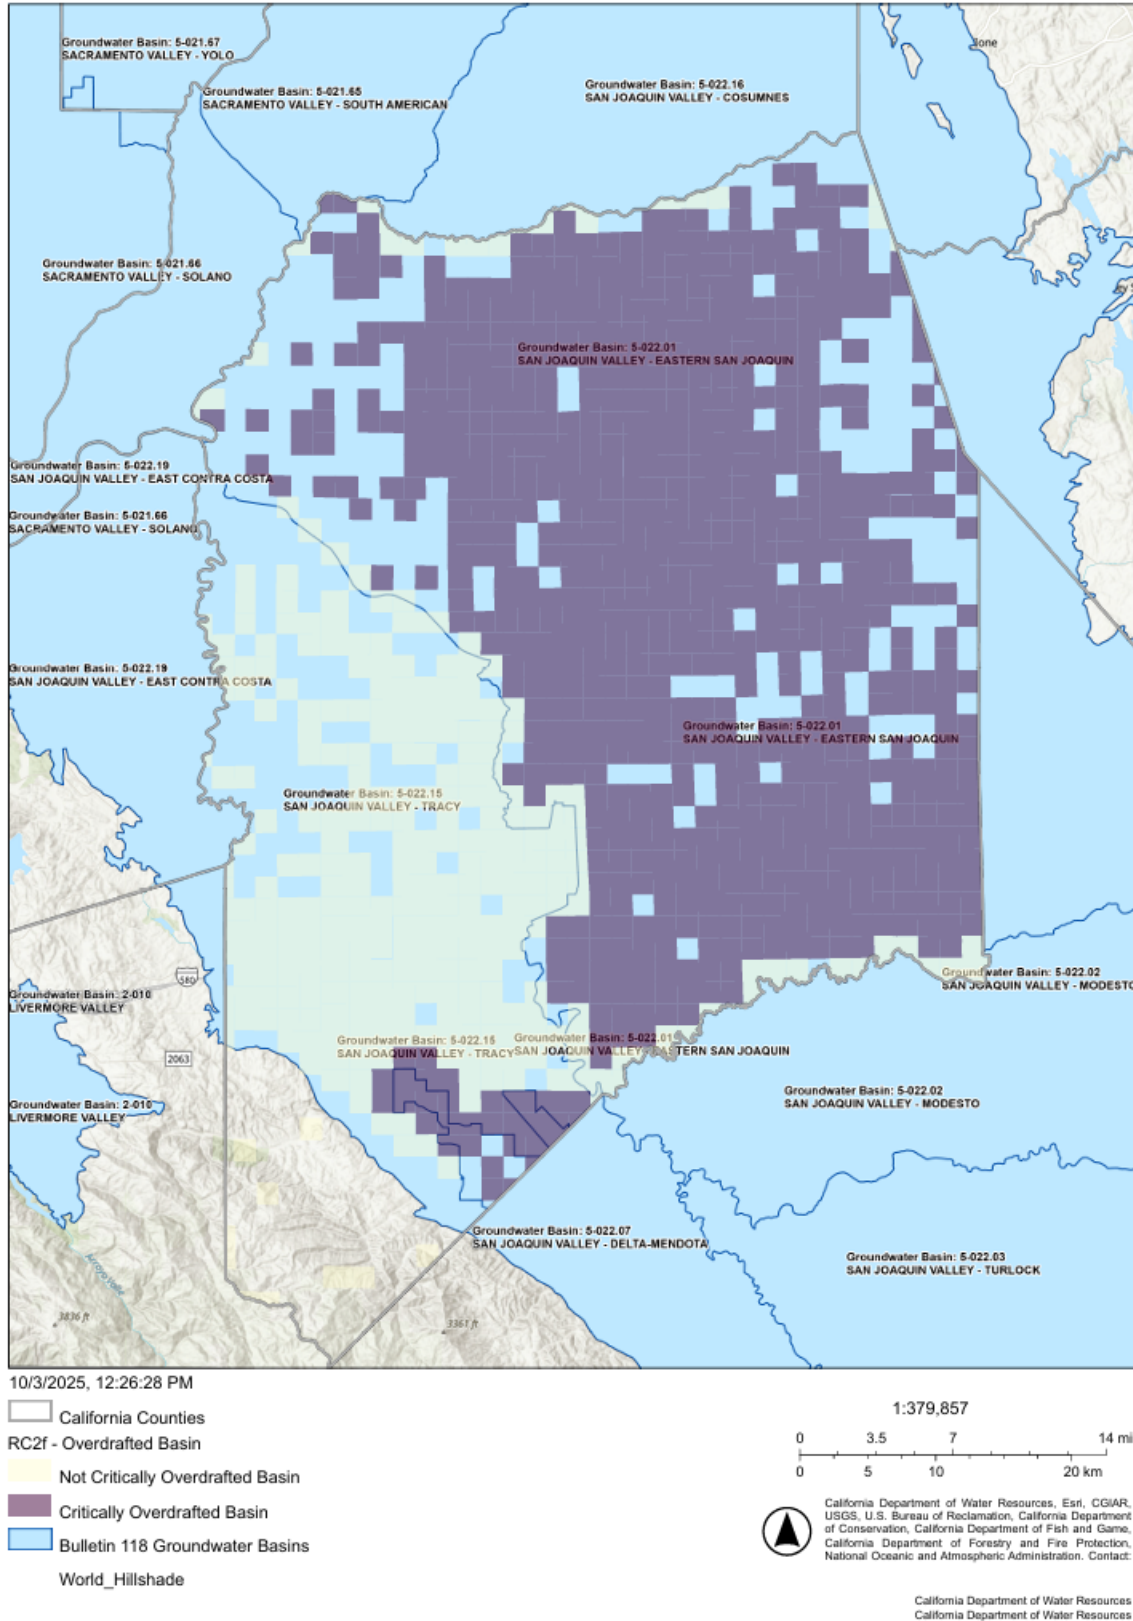 Groundwater Basin: 5-021.67
SACRAMENTO VALLEY - YOLO
Ione
Groundwater Basin: 5-021.65
SACRAMENTO VALLEY - SOUTH AMERICAN
Groundwater Basin: 5-022.16
SAN JOAQUIN VALLEY - COSUMNES
Groundwater Basin: 5-021.66
SACRAMENTO VALLEY - SOLANO
Groundwater Basin: 5-022.01
SAN JOAQUIN VALLEY - EASTERN SAN JOAQUIN
Groundwater Basin: 5-022.19
SAN JOAQUIN VALLEY - EAST CONTRA COSTA
Groundwater Basin: 5-021.66
SACRAMENTO VALLEY - SOLANO
Groundwater Basin: 5-022.19
SAN JOAQUIN VALLEY - EAST CONTRA COSTA
Groundwater Basin: 5-022.01
SAN JOAQUIN VALLEY - EASTERN SAN JOAQUIN
Groundwater Basin: 5-022.15
SAN JOAQUIN VALLEY - TRACY
580
Groundwater Basin: 5-022.02
SAN JOAQUIN VALLEY - MODESTO
Groundwater Basin: 2-010
LIVERMORE VALLEY
Groundwater Basin: 5-022.15
SAN JOAQUIN VALLEY - TRACY
Groundwater Basin: 5-022.01
SAN JOAQUIN VALLEY - EASTERN SAN JOAQUIN
2063
Groundwater Basin: 2-010
LIVERMORE VALLEY
Groundwater Basin: 5-022.02
SAN JOAQUIN VALLEY - MODESTO
Groundwater Basin: 5-022.07
SAN JOAQUIN VALLEY - DELTA-MENDOTA
Groundwater Basin: 5-022.03
SAN JOAQUIN VALLEY - TURLOCK
Arroyo Valle
3836 ft
3361 ft
10/3/2025, 12:26:28 PM
California Counties
RC2f - Overdrafted Basin
Not Critically Overdrafted Basin
Critically Overdrafted Basin
Bulletin 118 Groundwater Basins
World_Hillshade
1:379,857
0 3.5 7 14 mi
0 5 10 20 km
California Department of Water Resources, Esri, CGIAR,
USGS, U.S. Bureau of Reclamation, California Department
of Conservation, California Department of Fish and Game,
California Department of Forestry and Fire Protection,
National Oceanic and Atmospheric Administration. Contact:
California Department of Water Resources
California Department of Water Resources